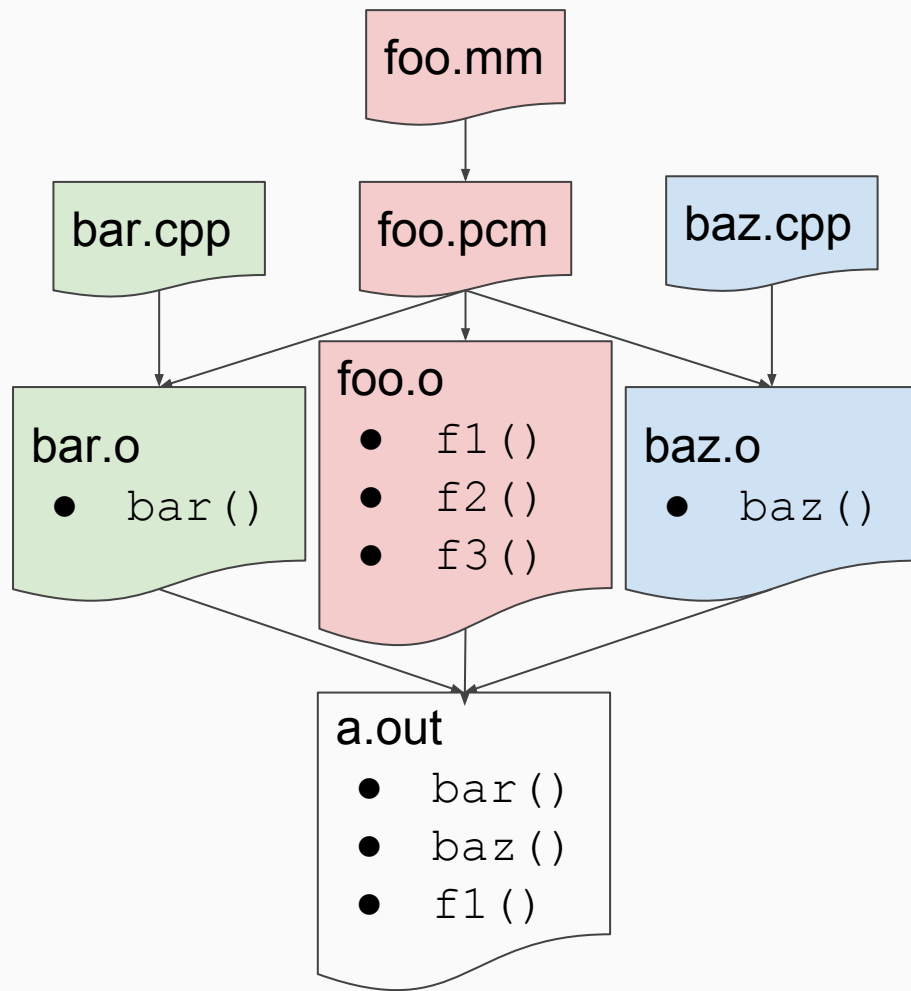 foo.mm
bar.cpp
foo.pcm
baz.cpp
bar.o
● bar()
foo.o
● f1()
● f2()
● f3()
baz.o
● baz()
a.out
● bar()
● baz()
● f1()